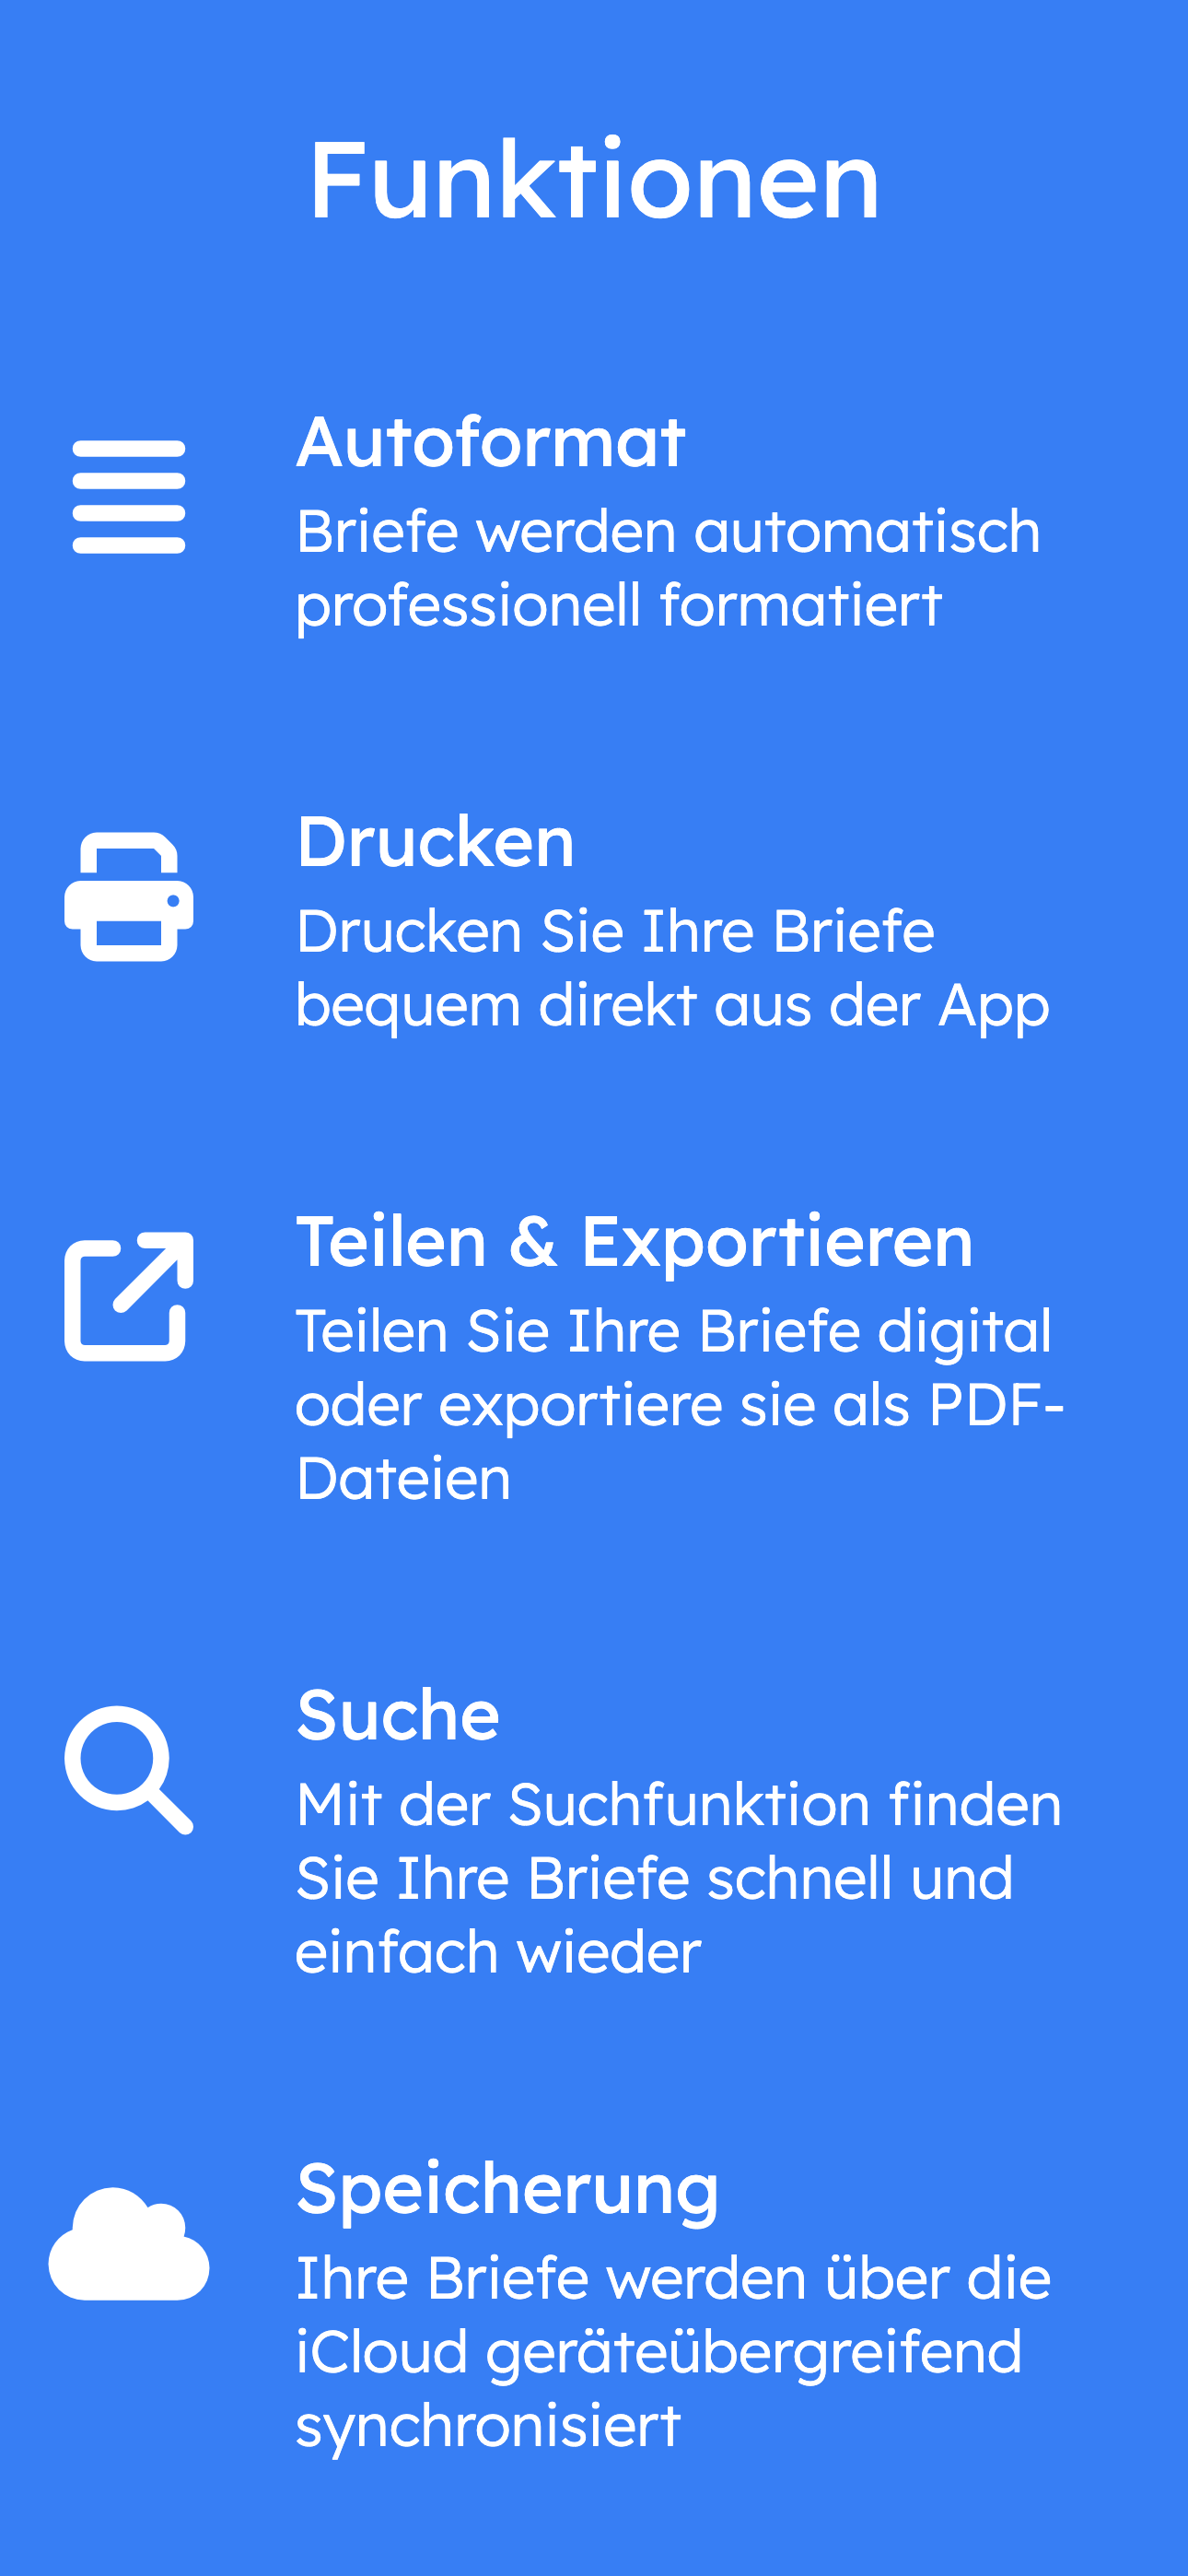 Funktionen
Autoformat
Briefe werden automatisch
professionell formatiert
Drucken
Drucken Sie Ihre Briefe
bequem direkt aus der App
Teilen & Exportieren
Teilen Sie Ihre Briefe digital
oder exportiere sie als PDF-
Dateien
Suche
Mit der Suchfunktion finden
Sie Ihre Briefe schnell und
einfach wieder
Speicherung
Ihre Briefe werden über die
iCloud geräteübergreifend
synchronisiert